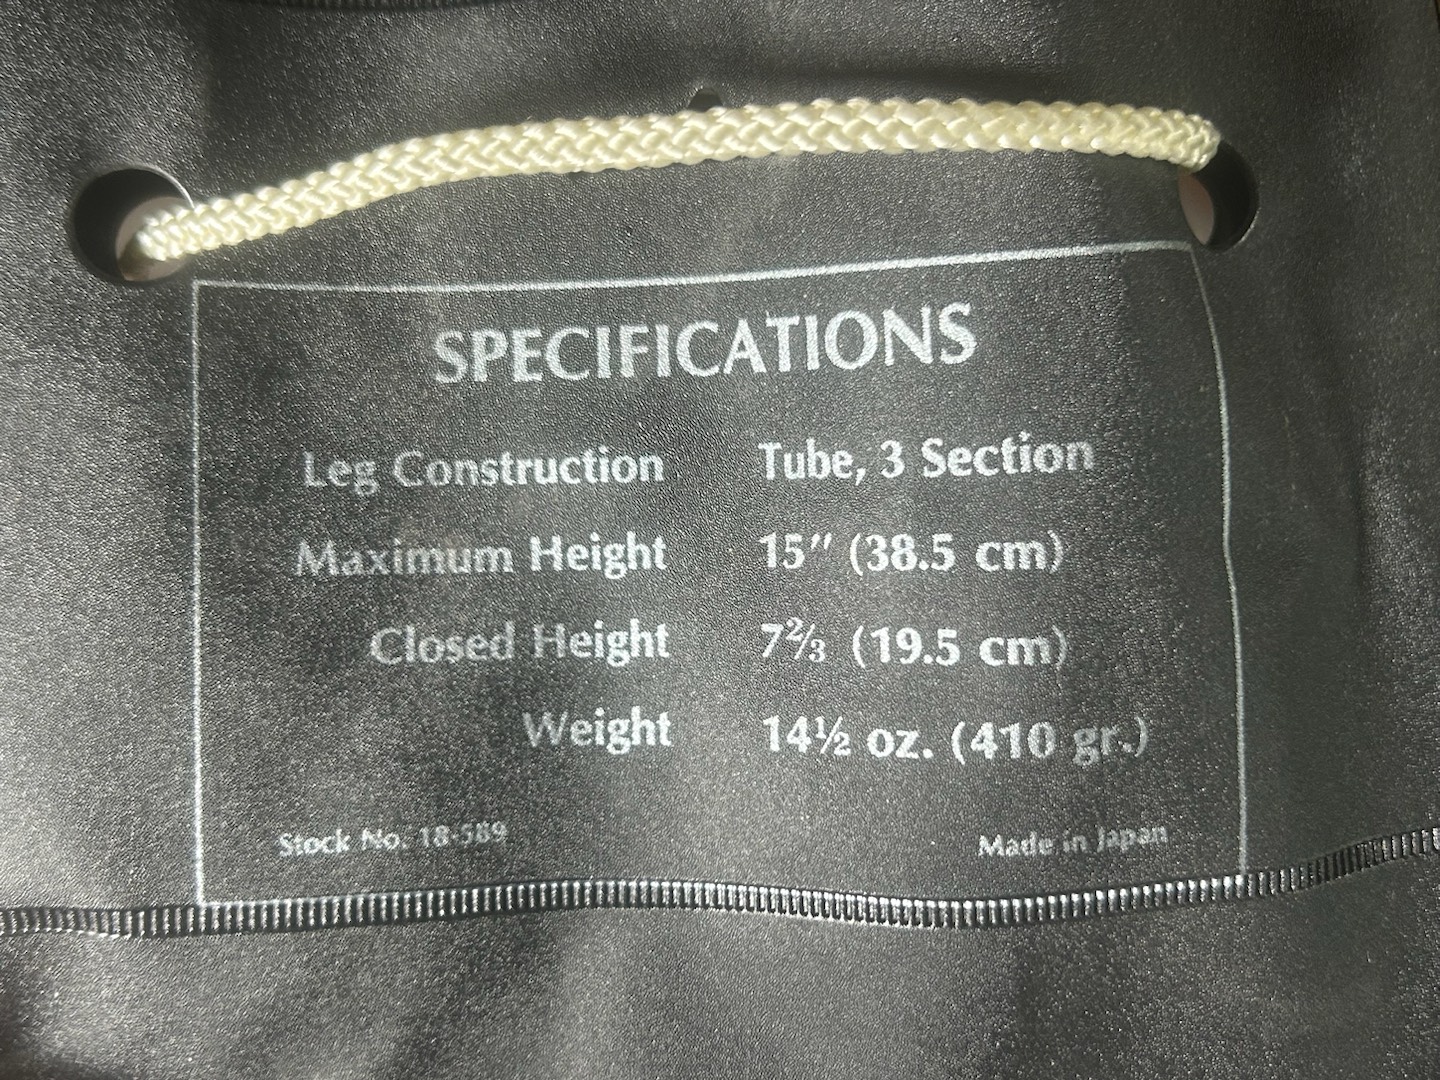 SPECIFICATIONS
Leg Construction Tube, 3 Section
Maximum Height 15″ (38.5 cm)
Closed Height 7⅔ (19.5 cm)
Weight 14½ oz. (410 gr.)
Stock No. 18-589 Made in Japan